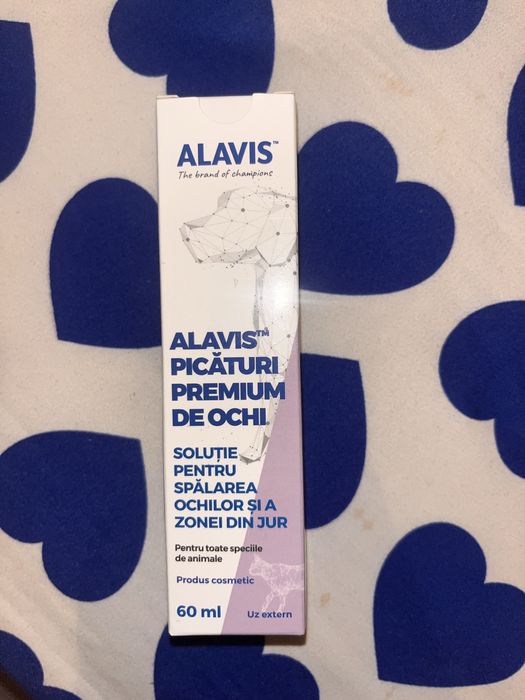 ALAVIS™
The brand of champions
ALAVIS™
PICĂTURI
PREMIUM
DE OCHI
SOLUȚIE
PENTRU
SPĂLAREA
OCHILOR ȘI A
ZONEI DIN JUR
Pentru toate speciile
de animale
Produs cosmetic
60 ml
Uz extern